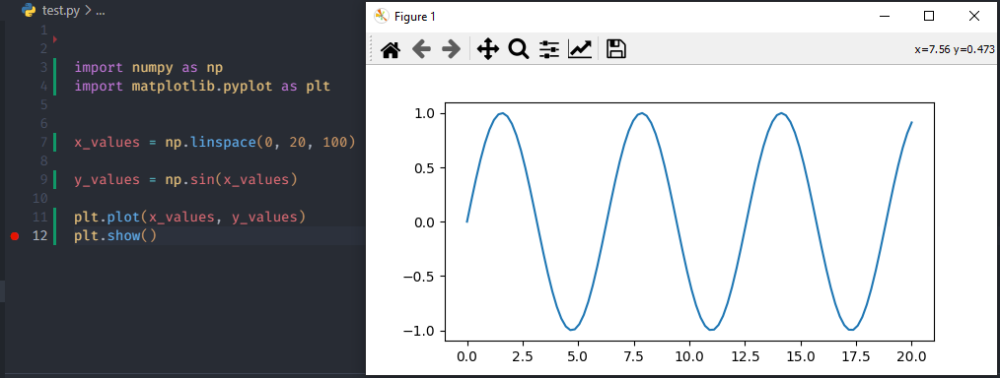 test.py > ...
1
2
3 import numpy as np
4 import matplotlib.pyplot as plt
5
6
7 x_values = np.linspace(0, 20, 100)
8
9 y_values = np.sin(x_values)
10
11 plt.plot(x_values, y_values)
12 plt.show()
Figure 1
x=7.56 y=0.473
1.0
0.5
0.0
−0.5
−1.0
0.0 2.5 5.0 7.5 10.0 12.5 15.0 17.5 20.0